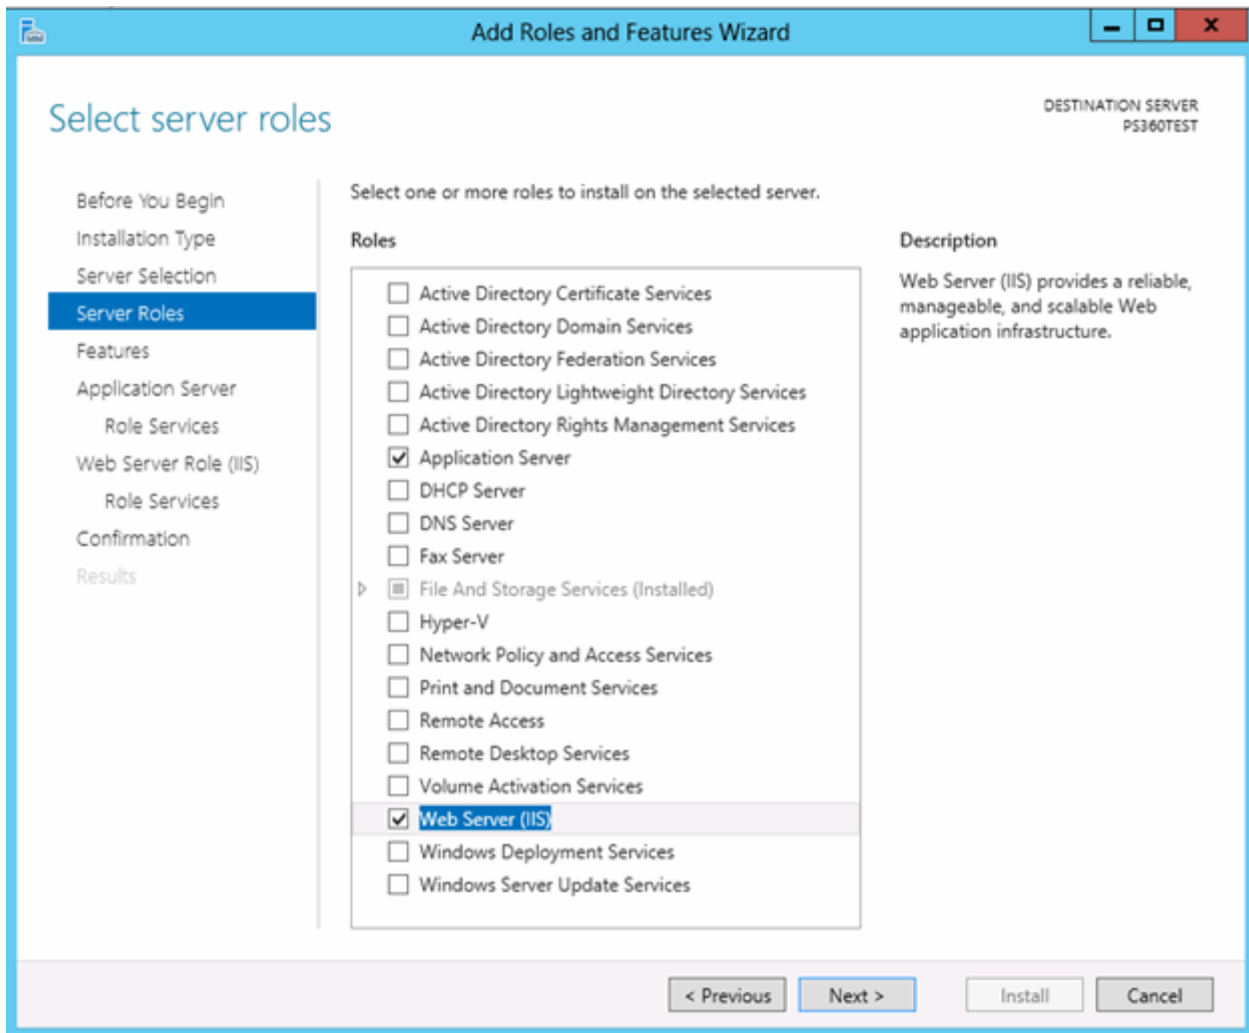 Add Roles and Features Wizard
Select server roles
DESTINATION SERVER
PS360TEST
Before You Begin
Installation Type
Server Selection
Server Roles
Features
Application Server
Role Services
Web Server Role (IIS)
Role Services
Confirmation
Results
Select one or more roles to install on the selected server.
Roles
Active Directory Certificate Services
Active Directory Domain Services
Active Directory Federation Services
Active Directory Lightweight Directory Services
Active Directory Rights Management Services
Application Server
DHCP Server
DNS Server
Fax Server
File And Storage Services (Installed)
Hyper-V
Network Policy and Access Services
Print and Document Services
Remote Access
Remote Desktop Services
Volume Activation Services
Web Server (IIS)
Windows Deployment Services
Windows Server Update Services
Description
Web Server (IIS) provides a reliable,
manageable, and scalable Web
application infrastructure.
< Previous
Next >
Install
Cancel